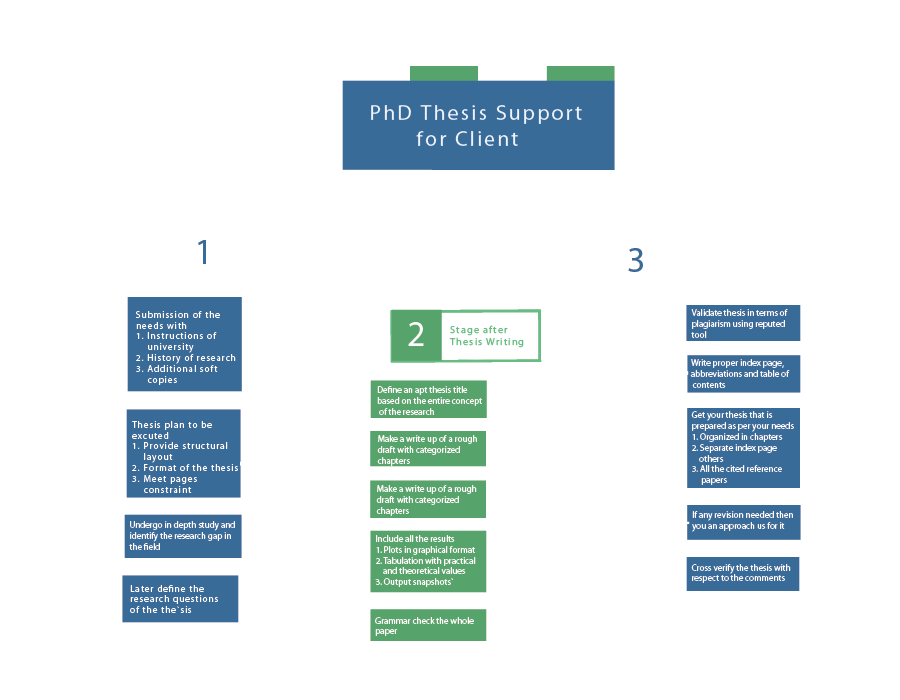 PhD Thesis Support
for Client
1
Submission of the
needs with
1. Instructions of
university
2. History of research
3. Additional soft
copies
Thesis plan to be
excuted
1. Provide structural
layout
2. Format of the thesis
3. Meet pages
constraint
Undergo in depth study and
identify the research gap in
the field
Later define the
research questions
of the the`sis
2
Stage after
Thesis Writing
Define an apt thesis title
based on the entire concept
of the research
Make a write up of a rough
draft with categorized
chapters
Make a write up of a rough
draft with categorized
chapters
Include all the results
1. Plots in graphical format
2. Tabulation with practical
and theoretical values
3. Output snapshots`
Grammar check the whole
paper
3
Validate thesis in terms of
plagiarism using reputed
tool
Write proper index page,
abbreviations and table of
contents
Get your thesis that is
prepared as per your needs
1. Organized in chapters
2. Separate index page
others
3. All the cited reference
papers
If any revision needed then
you an approach us for it
Cross verify the thesis with
respect to the comments